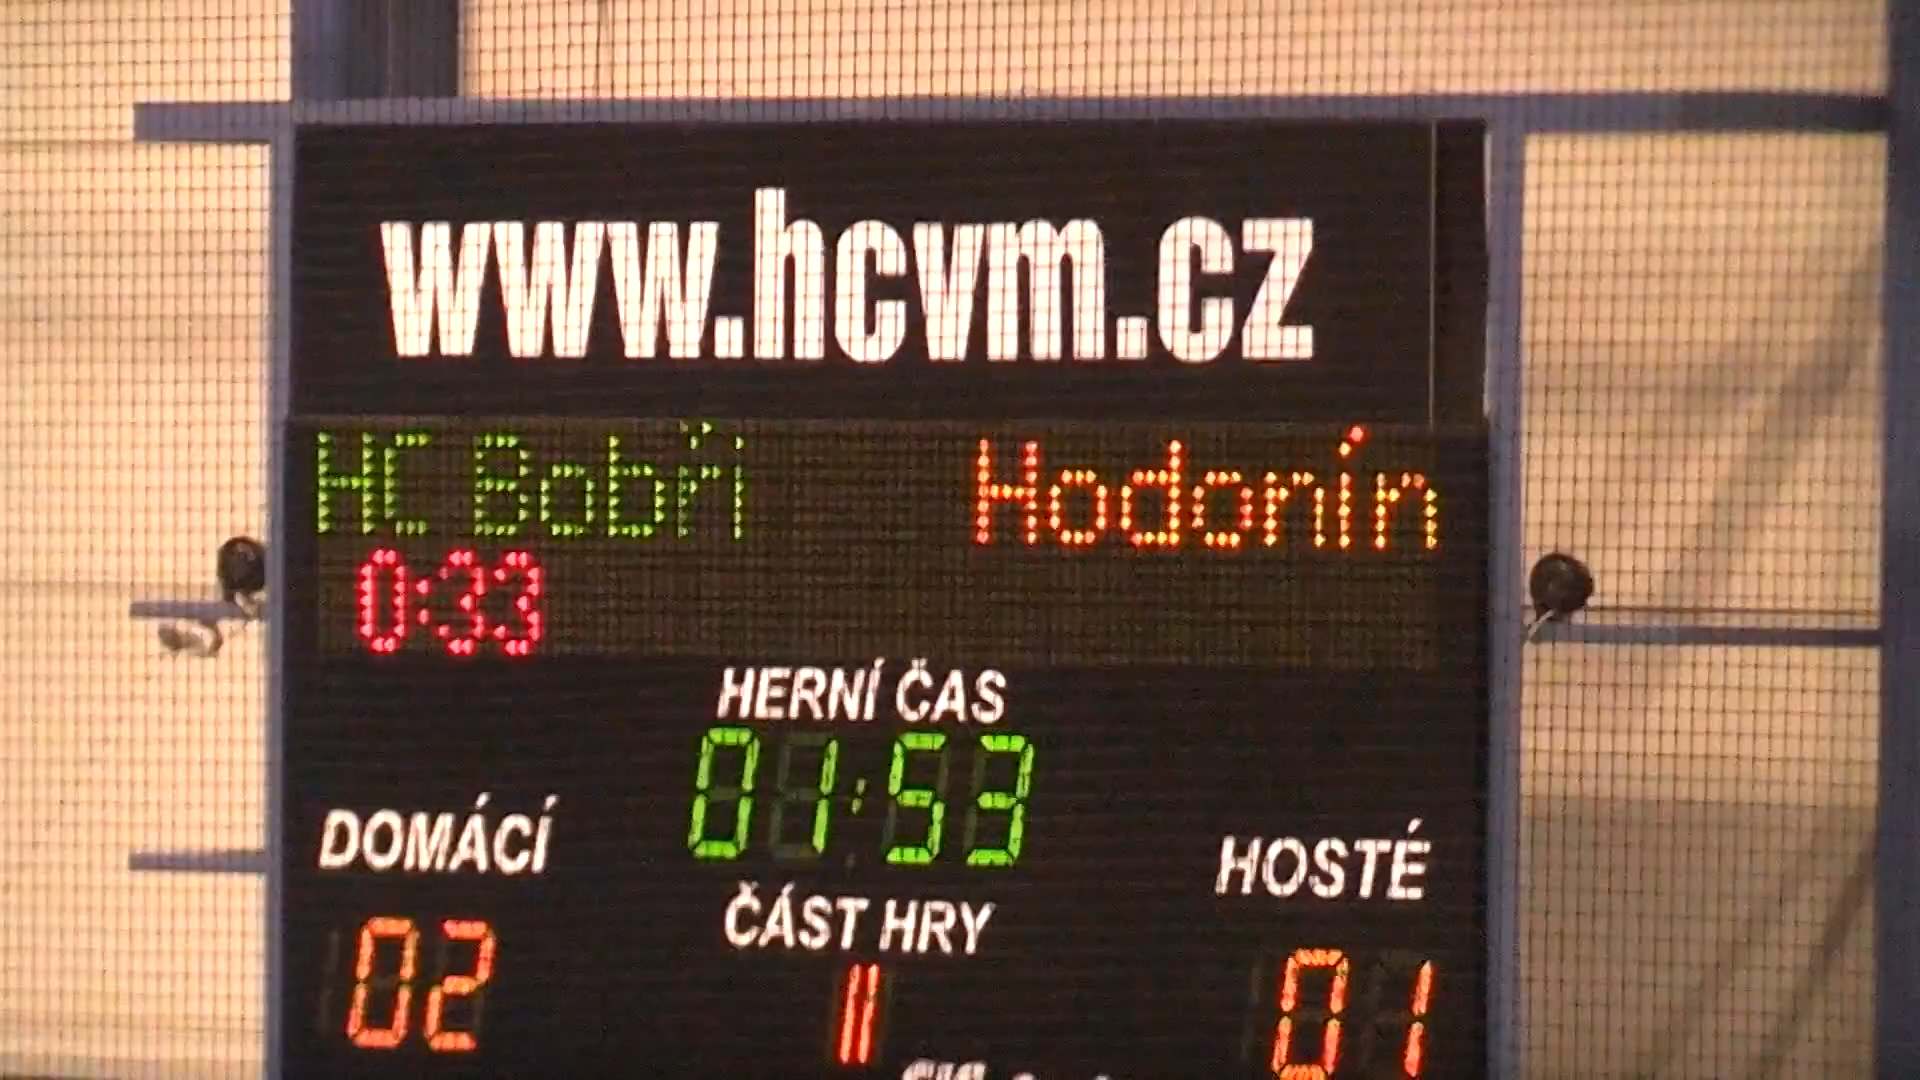 www.hcvm.cz
HC Bobři Hodonín
0:33
HERNÍ ČAS
01:53
DOMÁCÍ HOSTÉ
ČÁST HRY
02 II 01